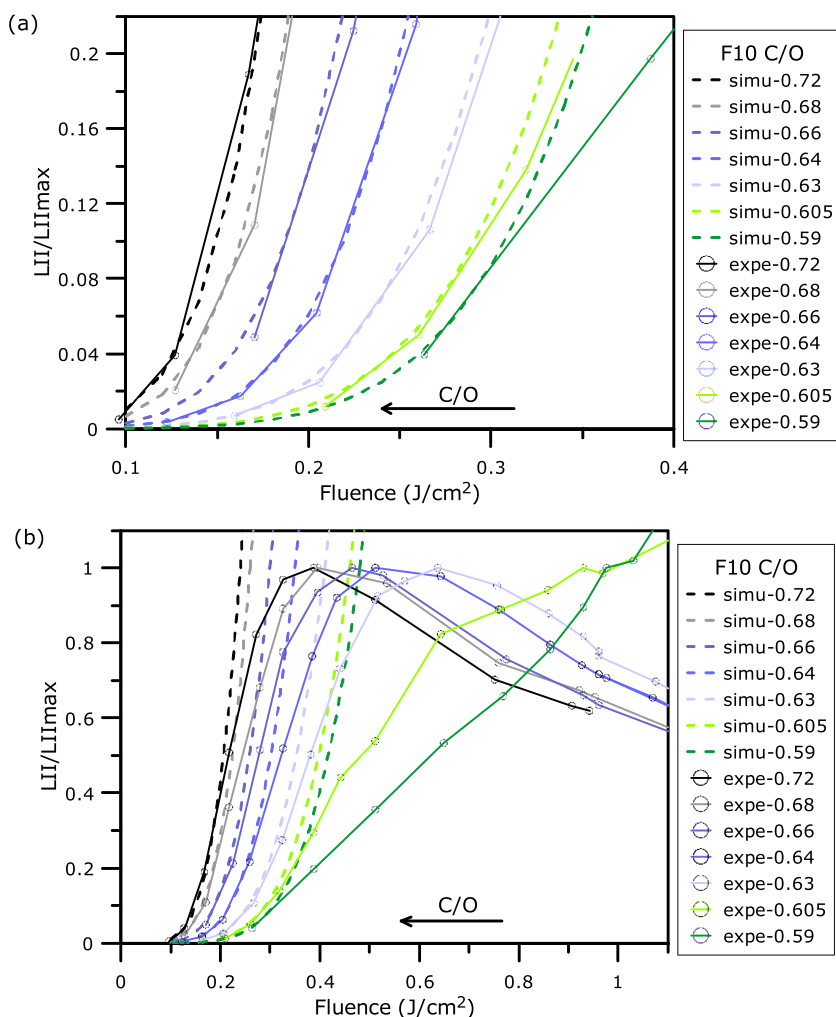 (a)
LII/LIImax
0.2
0.16
0.12
0.08
0.04
0
0.1
0.2
0.3
0.4
Fluence (J/cm²)
C/O
F10 C/O
simu-0.72
simu-0.68
simu-0.66
simu-0.64
simu-0.63
simu-0.605
simu-0.59
expe-0.72
expe-0.68
expe-0.66
expe-0.64
expe-0.63
expe-0.605
expe-0.59
(b)
LII/LIImax
1
0.8
0.6
0.4
0.2
0
0
0.2
0.4
0.6
0.8
1
Fluence (J/cm²)
C/O
F10 C/O
simu-0.72
simu-0.68
simu-0.66
simu-0.64
simu-0.63
simu-0.605
simu-0.59
expe-0.72
expe-0.68
expe-0.66
expe-0.64
expe-0.63
expe-0.605
expe-0.59